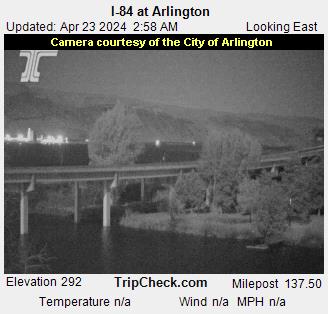 I-84 at Arlington
Updated: Apr 23 2024 2:58 AM Looking East
Camera courtesy of the City of Arlington
Elevation 292 TripCheck.com Milepost 137.50
Temperature n/a Wind n/a MPH n/a